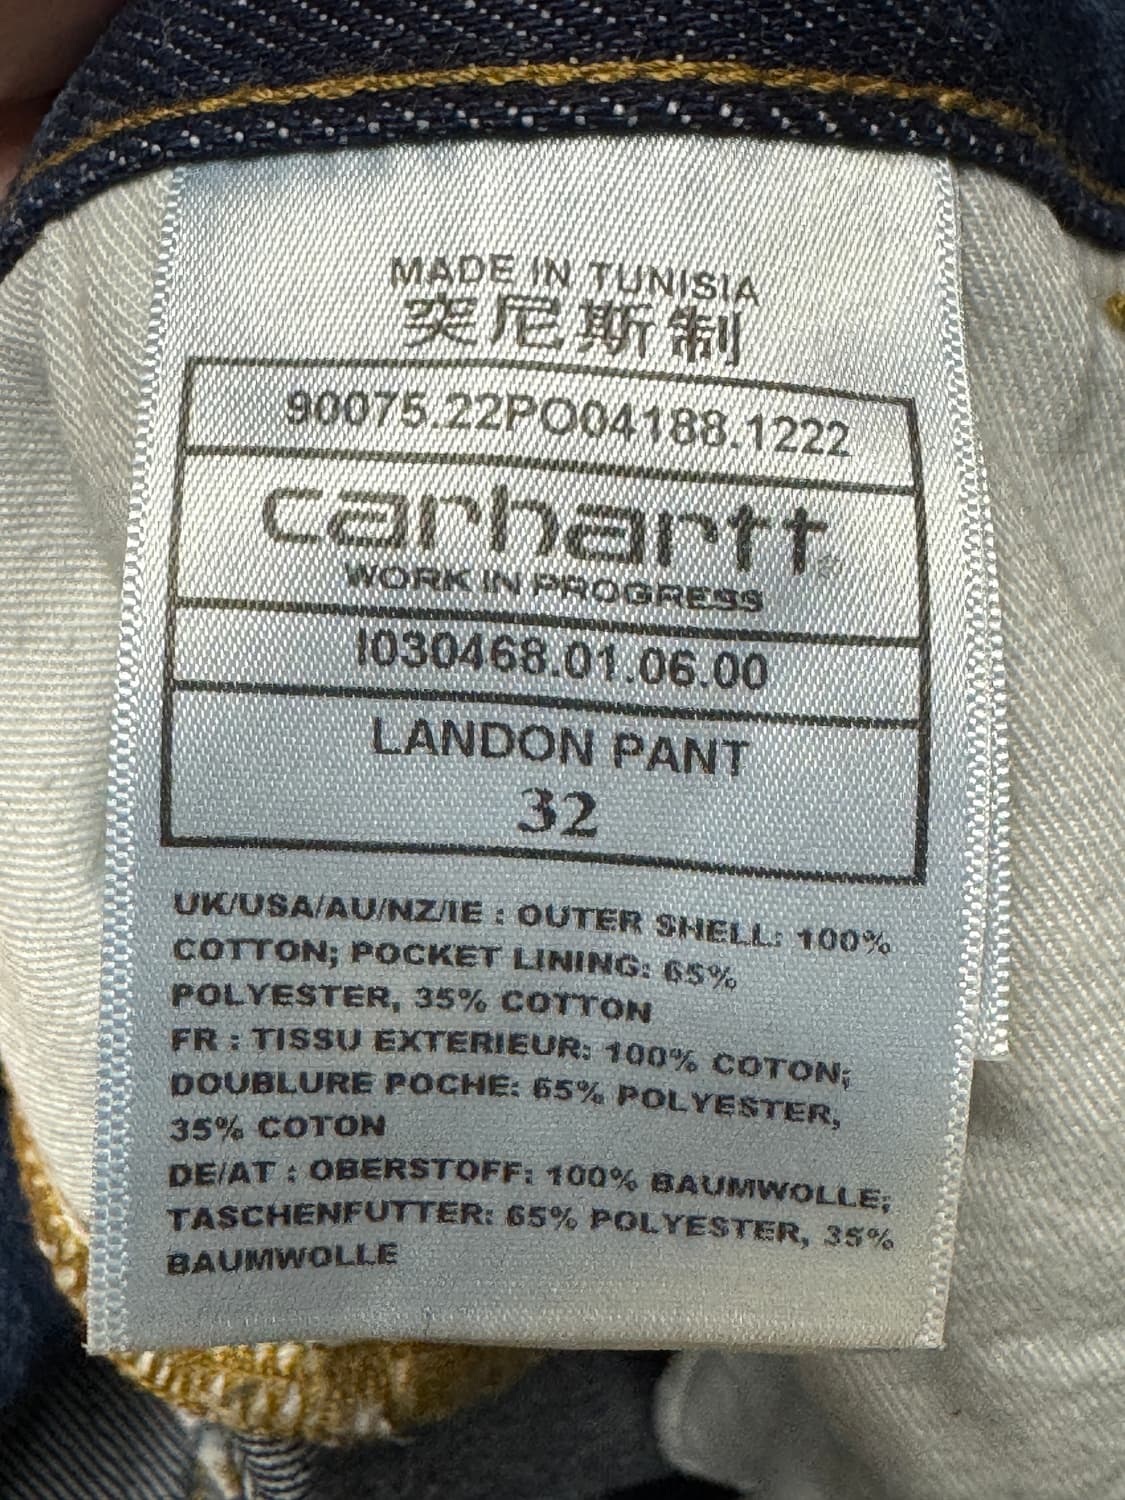 MADE IN TUNISIA
突尼斯制
90075.22PO04188.1222
carhartt®
WORK IN PROGRESS
I030468.01.06.00
LANDON PANT
32
UK/USA/AU/NZ/IE : OUTER SHELL: 100%
COTTON; POCKET LINING: 65%
POLYESTER, 35% COTTON
FR : TISSU EXTERIEUR: 100% COTON;
DOUBLURE POCHE: 65% POLYESTER,
35% COTON
DE/AT : OBERSTOFF: 100% BAUMWOLLE;
TASCHENFUTTER: 65% POLYESTER, 35%
BAUMWOLLE